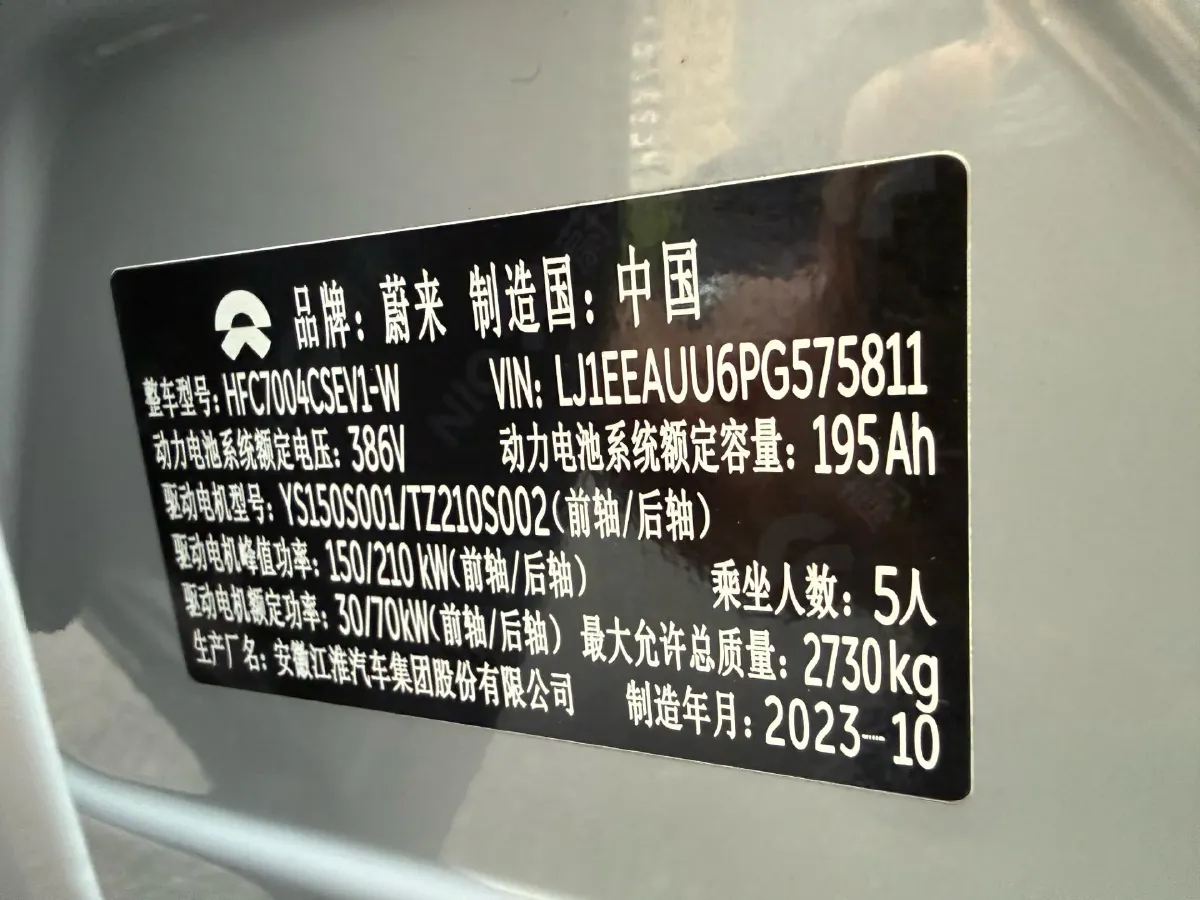 品牌：蔚来 制造国：中国
整车型号：HFC7004CSEV1-W VIN：LJ1EEAUU6PG575811
动力电池系统额定电压：386V 动力电池系统额定容量：195Ah
驱动电机型号：YS150S001/TZ210S002(前轴/后轴)
驱动电机峰值功率：150/210kW(前轴/后轴) 乘坐人数：5人
驱动电机额定功率：30/70kW(前轴/后轴) 最大允许总质量：2730kg
生产厂名：安徽江淮汽车集团股份有限公司 制造年月：2023-10